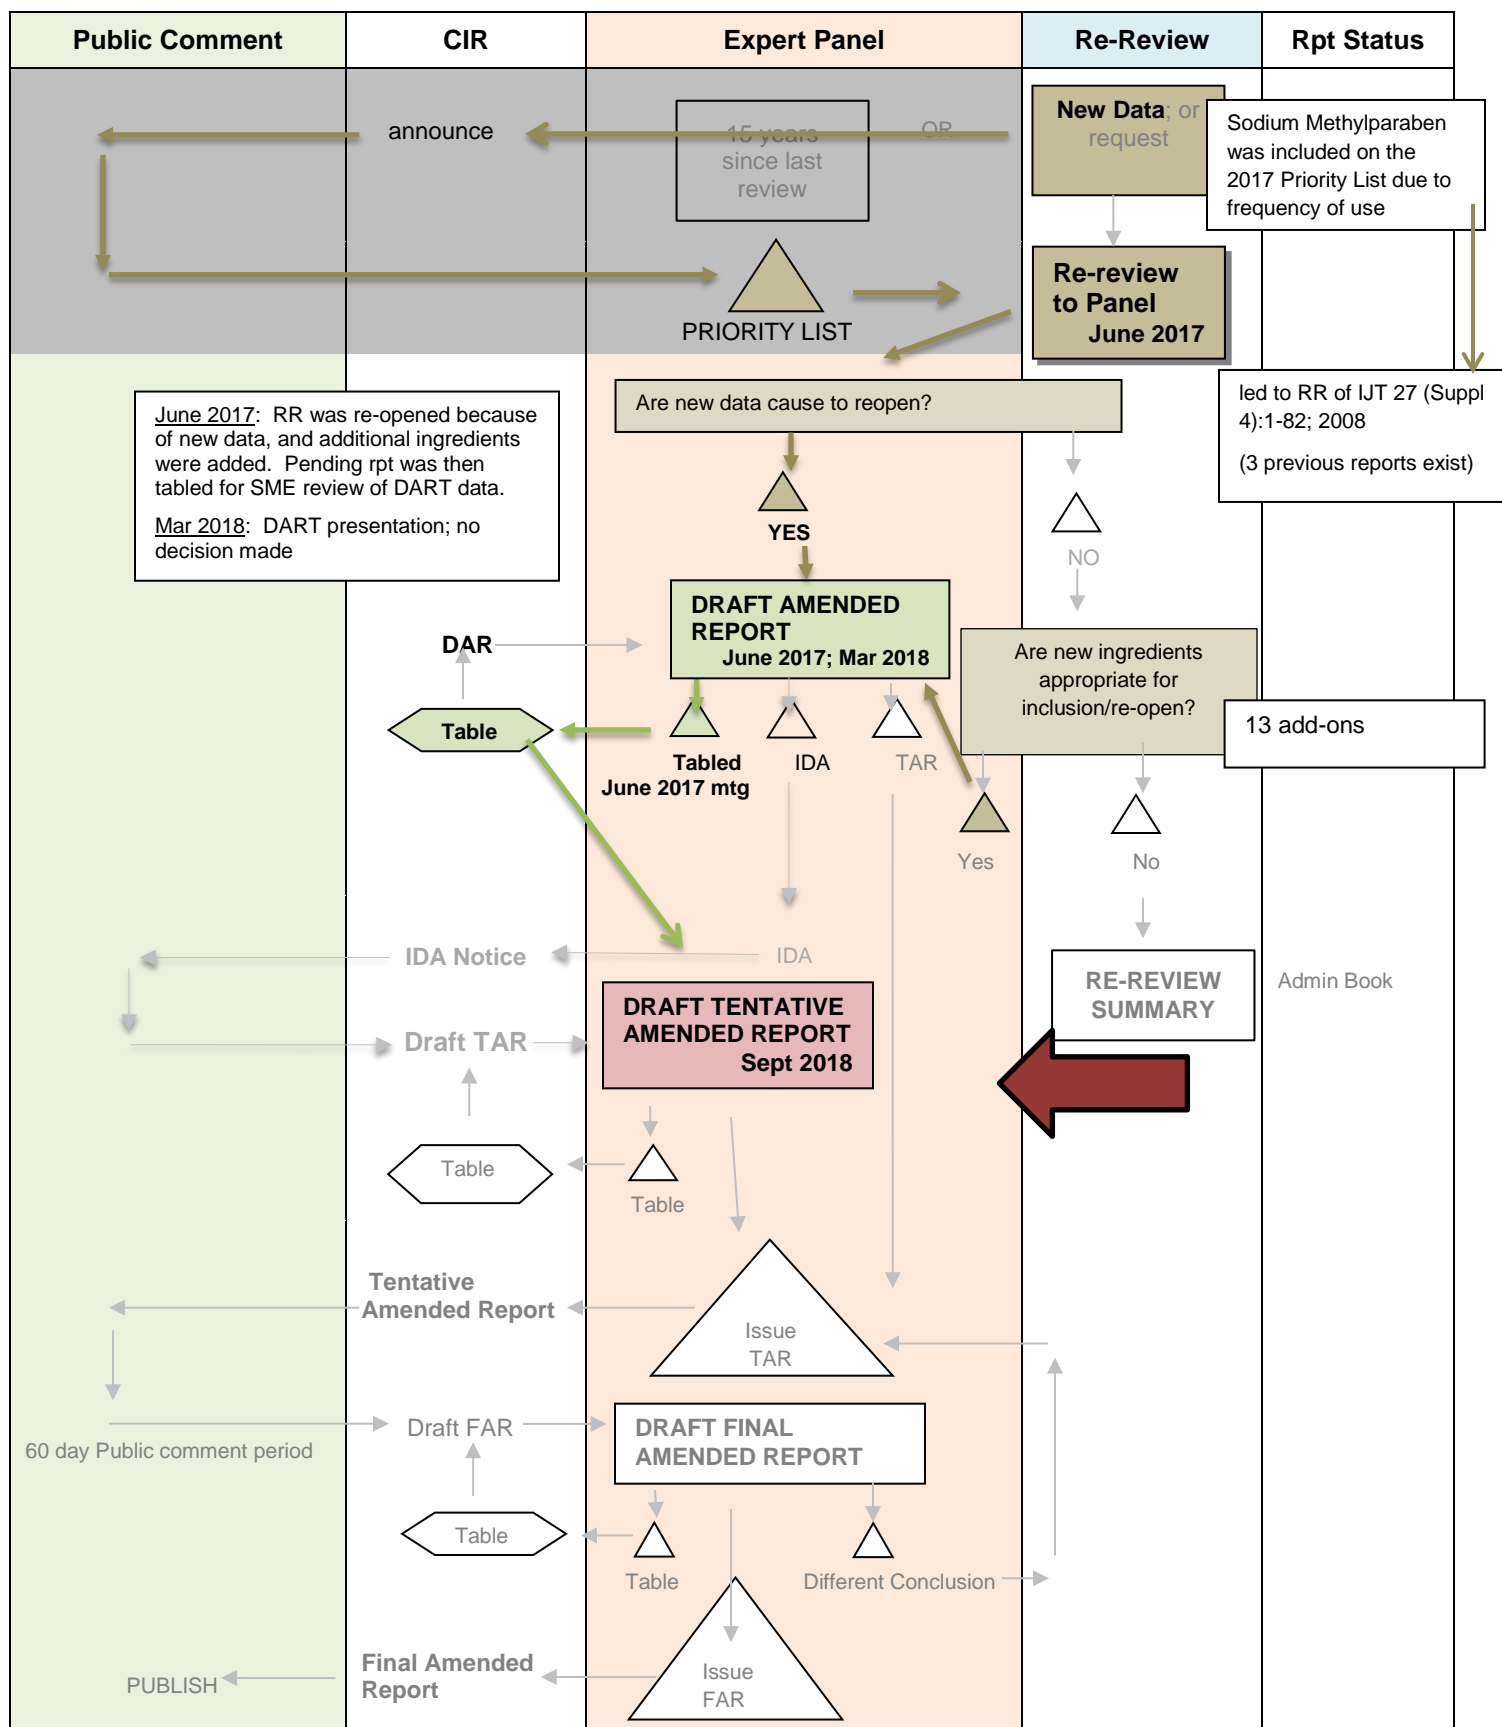 Public Comment
CIR
Expert Panel
Re-Review
Rpt Status
announce
15 years
since last
review
OR
New Data; or
request
Sodium Methylparaben
was included on the
2017 Priority List due to
frequency of use
PRIORITY LIST
Re-review
to Panel
June 2017
June 2017: RR was re-opened because
of new data, and additional ingredients
were added. Pending rpt was then
tabled for SME review of DART data.
Mar 2018: DART presentation; no
decision made
Are new data cause to reopen?
led to RR of IJT 27 (Suppl
4):1-82; 2008
(3 previous reports exist)
YES
NO
DRAFT AMENDED
REPORT
June 2017; Mar 2018
DAR
Are new ingredients
appropriate for
inclusion/re-open?
13 add-ons
Table
Tabled
June 2017 mtg
IDA
TAR
Yes
No
IDA Notice
IDA
RE-REVIEW
SUMMARY
Admin Book
DRAFT TENTATIVE
AMENDED REPORT
Sept 2018
Draft TAR
Table
Table
Tentative
Amended Report
Issue
TAR
60 day Public comment period
Draft FAR
DRAFT FINAL
AMENDED REPORT
Table
Table
Different Conclusion
PUBLISH
Final Amended
Report
Issue
FAR